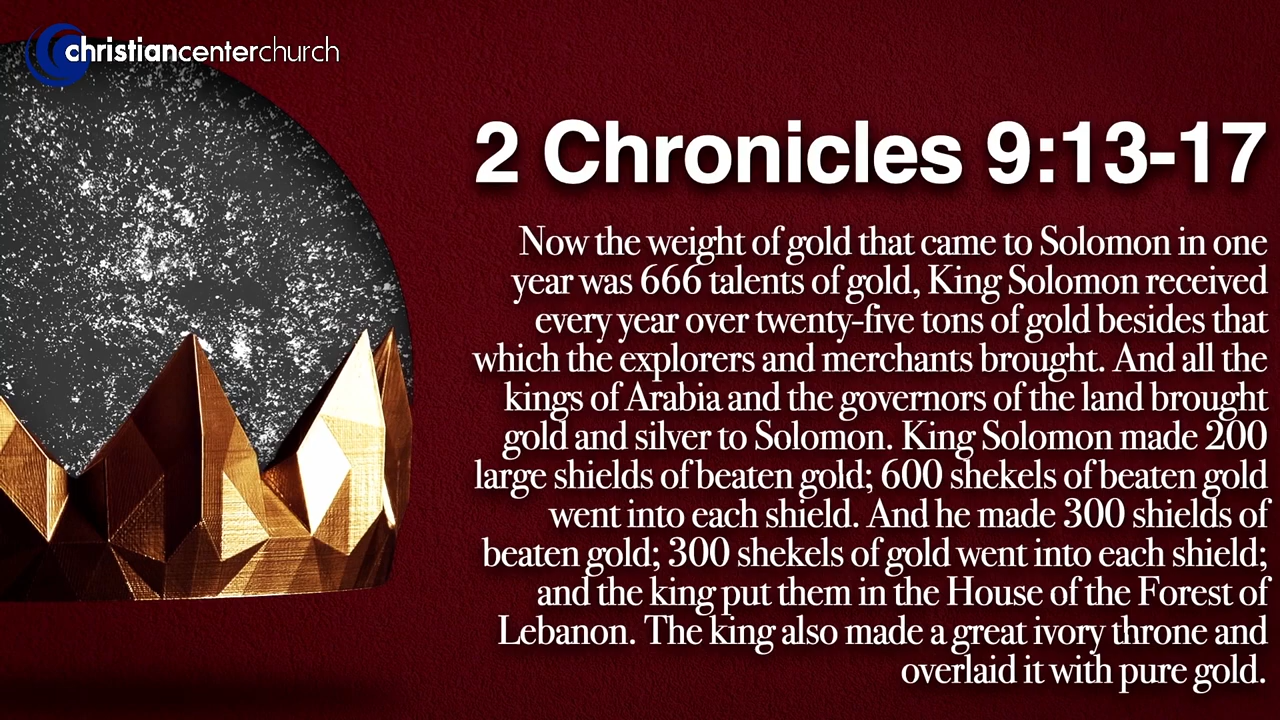 christiancenterchurch
2 Chronicles 9:13-17
Now the weight of gold that came to Solomon in one
year was 666 talents of gold, King Solomon received
every year over twenty-five tons of gold besides that
which the explorers and merchants brought. And all the
kings of Arabia and the governors of the land brought
gold and silver to Solomon. King Solomon made 200
large shields of beaten gold; 600 shekels of beaten gold
went into each shield. And he made 300 shields of
beaten gold; 300 shekels of gold went into each shield;
and the king put them in the House of the Forest of
Lebanon. The king also made a great ivory throne and
overlaid it with pure gold.